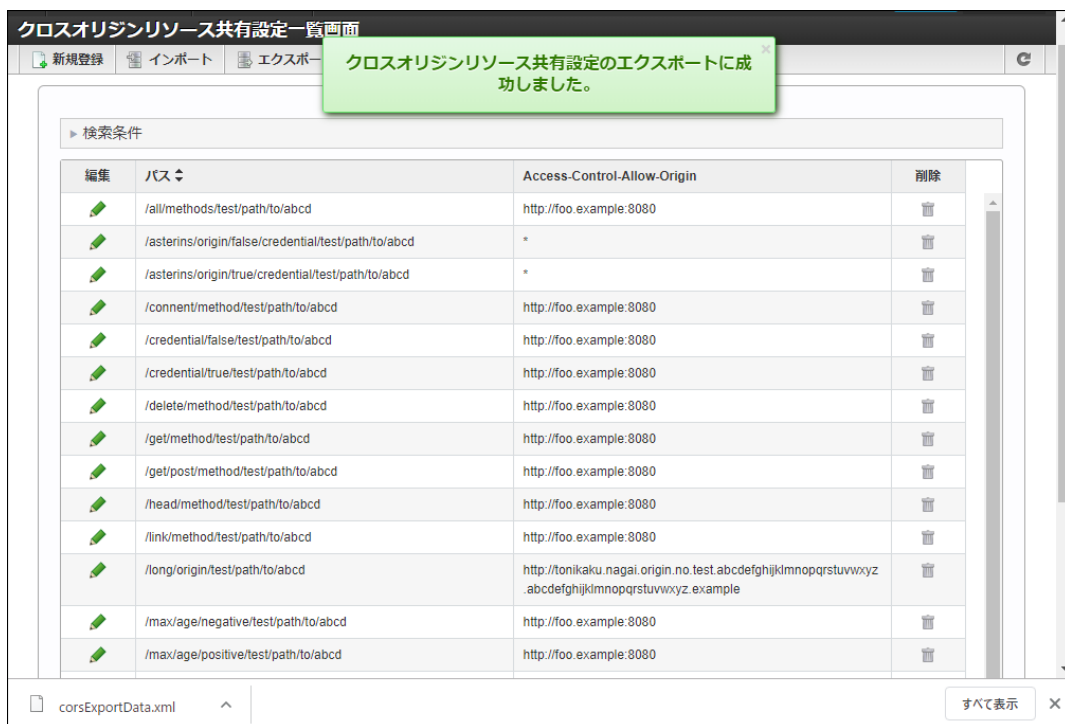 クロスオリジンリソース共有設定一覧画面
新規登録 インポート エクスポー
クロスオリジンリソース共有設定のエクスポートに成
功しました。
×
検索条件
編集 パス Access-Control-Allow-Origin 削除
/all/methods/test/path/to/abcd http://foo.example:8080
/asterins/origin/false/credential/test/path/to/abcd *
/asterins/origin/true/credential/test/path/to/abcd *
/connent/method/test/path/to/abcd http://foo.example:8080
/credential/false/test/path/to/abcd http://foo.example:8080
/credential/true/test/path/to/abcd http://foo.example:8080
/delete/method/test/path/to/abcd http://foo.example:8080
/get/method/test/path/to/abcd http://foo.example:8080
/get/post/method/test/path/to/abcd http://foo.example:8080
/head/method/test/path/to/abcd http://foo.example:8080
/link/method/test/path/to/abcd http://foo.example:8080
/long/origin/test/path/to/abcd http://tonikaku.nagai.origin.no.test.abcdefghijklmnopqrstuvwxyz
.abcdefghijklmnopqrstuvwxyz.example
/max/age/negative/test/path/to/abcd http://foo.example:8080
/max/age/positive/test/path/to/abcd http://foo.example:8080
corsExportData.xml すべて表示